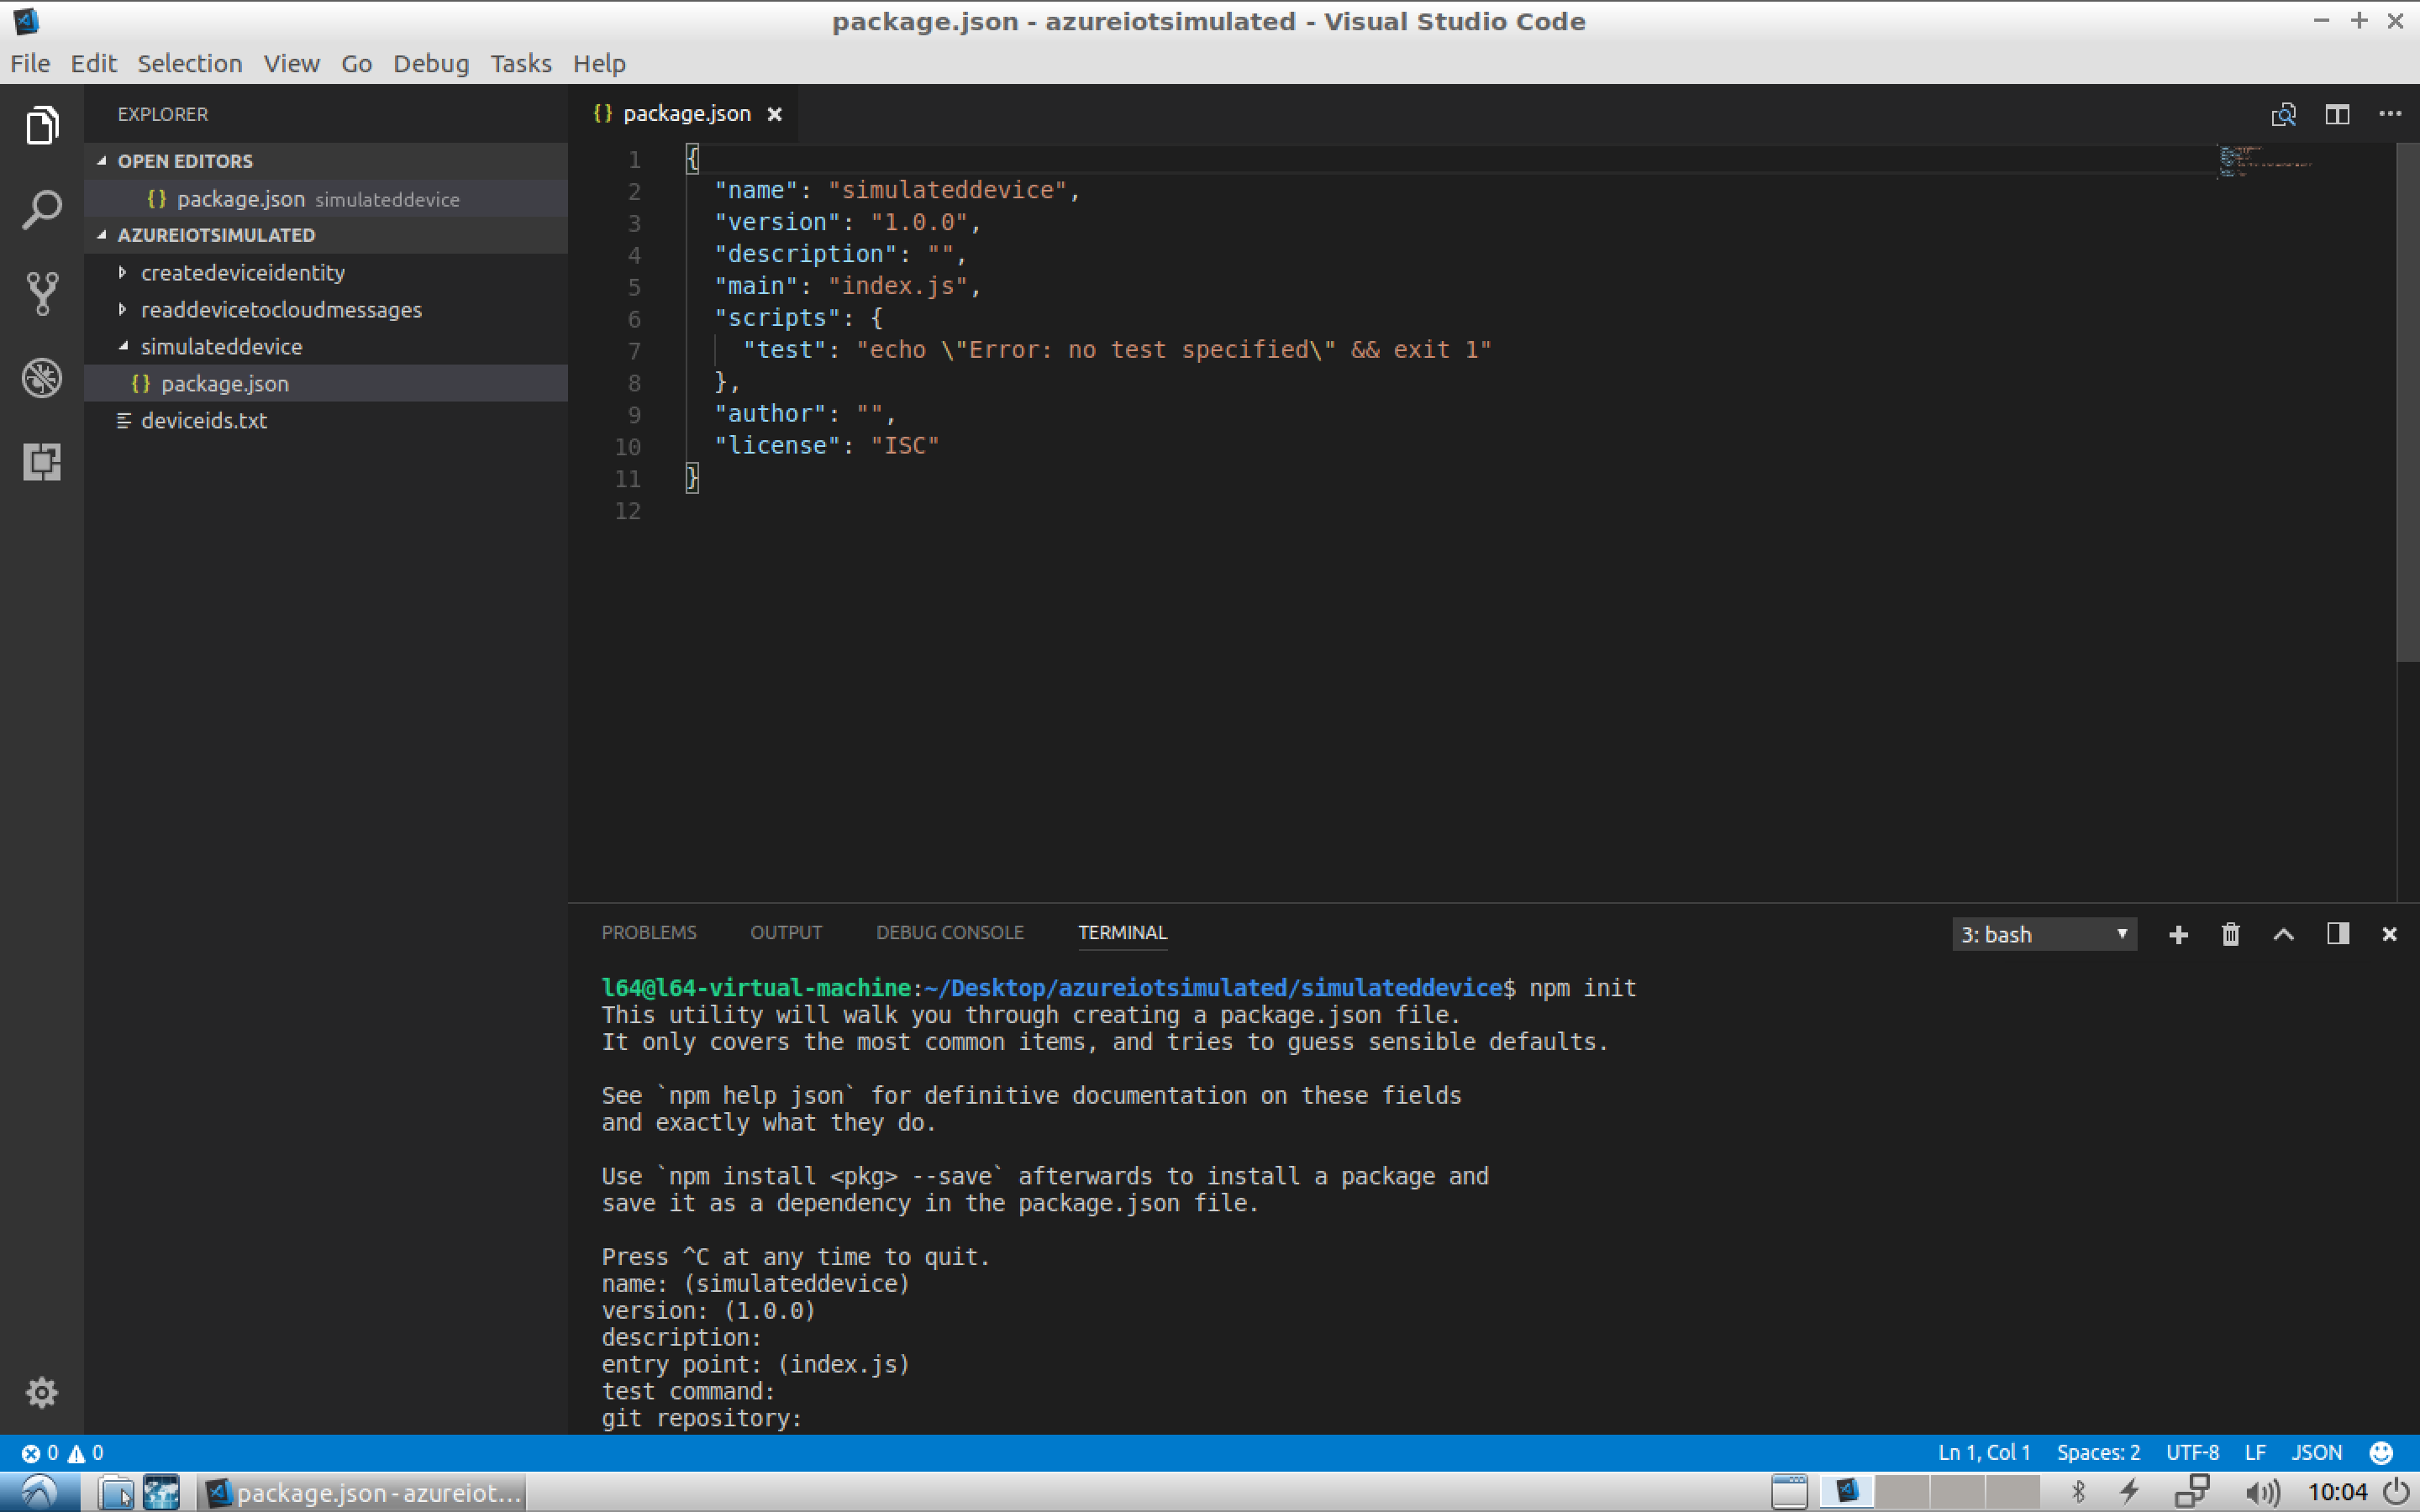 package.json - azureiotsimulated - Visual Studio Code
File Edit Selection View Go Debug Tasks Help
EXPLORER
OPEN EDITORS
{} package.json simulateddevice
AZUREIOTSIMULATED
createdeviceidentity
readdevicetocloudmessages
simulateddevice
{} package.json
deviceids.txt
{} package.json
1 {
2 "name": "simulateddevice",
3 "version": "1.0.0",
4 "description": "",
5 "main": "index.js",
6 "scripts": {
7 "test": "echo \"Error: no test specified\" && exit 1"
8 },
9 "author": "",
10 "license": "ISC"
11 }
12
PROBLEMS OUTPUT DEBUG CONSOLE TERMINAL 3: bash
l64@l64-virtual-machine:~/Desktop/azureiotsimulated/simulateddevice$ npm init
This utility will walk you through creating a package.json file.
It only covers the most common items, and tries to guess sensible defaults.
See `npm help json` for definitive documentation on these fields
and exactly what they do.
Use `npm install <pkg> --save` afterwards to install a package and
save it as a dependency in the package.json file.
Press ^C at any time to quit.
name: (simulateddevice)
version: (1.0.0)
description:
entry point: (index.js)
test command:
git repository:
0 0 Ln 1, Col 1 Spaces: 2 UTF-8 LF JSON
package.json - azureiot... 10:04